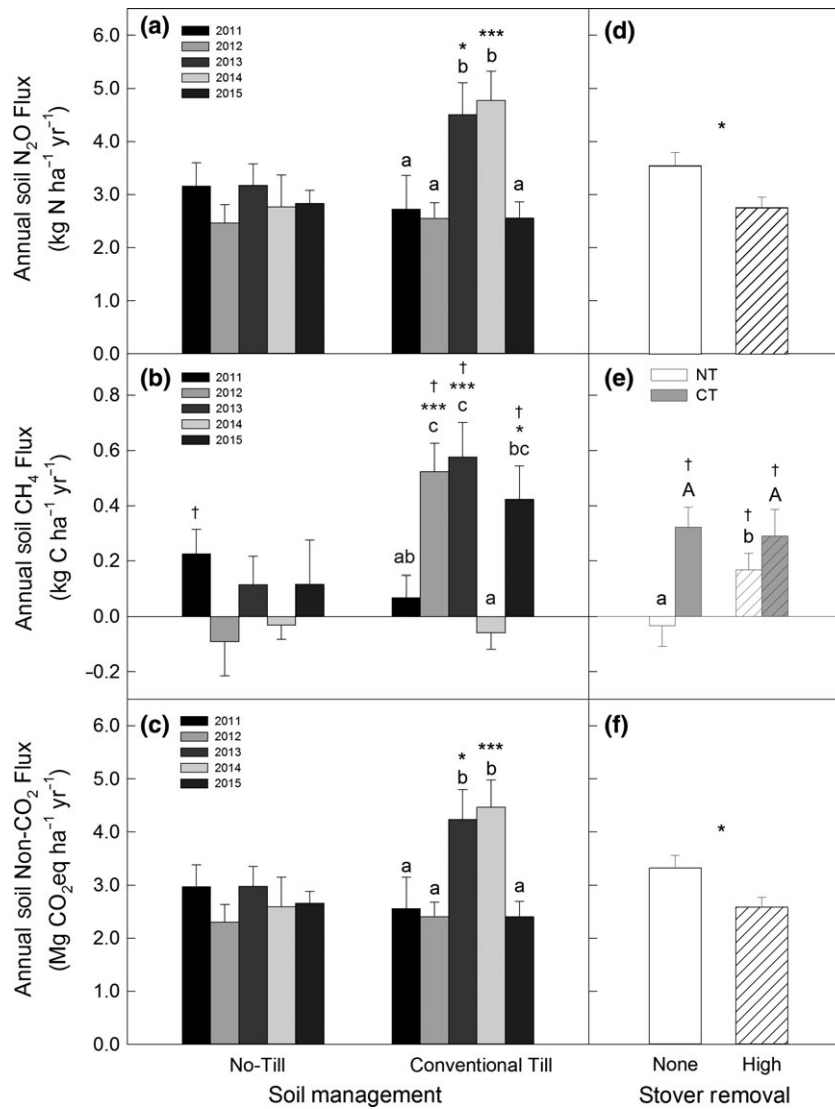 (a)
2011
2012
2013
2014
2015
6.0
5.0
4.0
3.0
2.0
1.0
0.0
Annual soil N₂O Flux
(kg N ha⁻¹ yr⁻¹)
a
a
*
b
***
b
a
(d)
*
(b)
2011
2012
2013
2014
2015
0.8
0.6
0.4
0.2
0.0
−0.2
Annual soil CH₄ Flux
(kg C ha⁻¹ yr⁻¹)
†
ab
†
***
c
†
***
c
a
†
*
bc
(e)
NT
CT
a
†
A
†
b
†
A
(c)
2011
2012
2013
2014
2015
6.0
5.0
4.0
3.0
2.0
1.0
0.0
Annual soil Non-CO₂ Flux
(Mg CO₂eq ha⁻¹ yr⁻¹)
a
a
*
b
***
b
a
(f)
*
No-Till
Conventional Till
Soil management
None
High
Stover removal